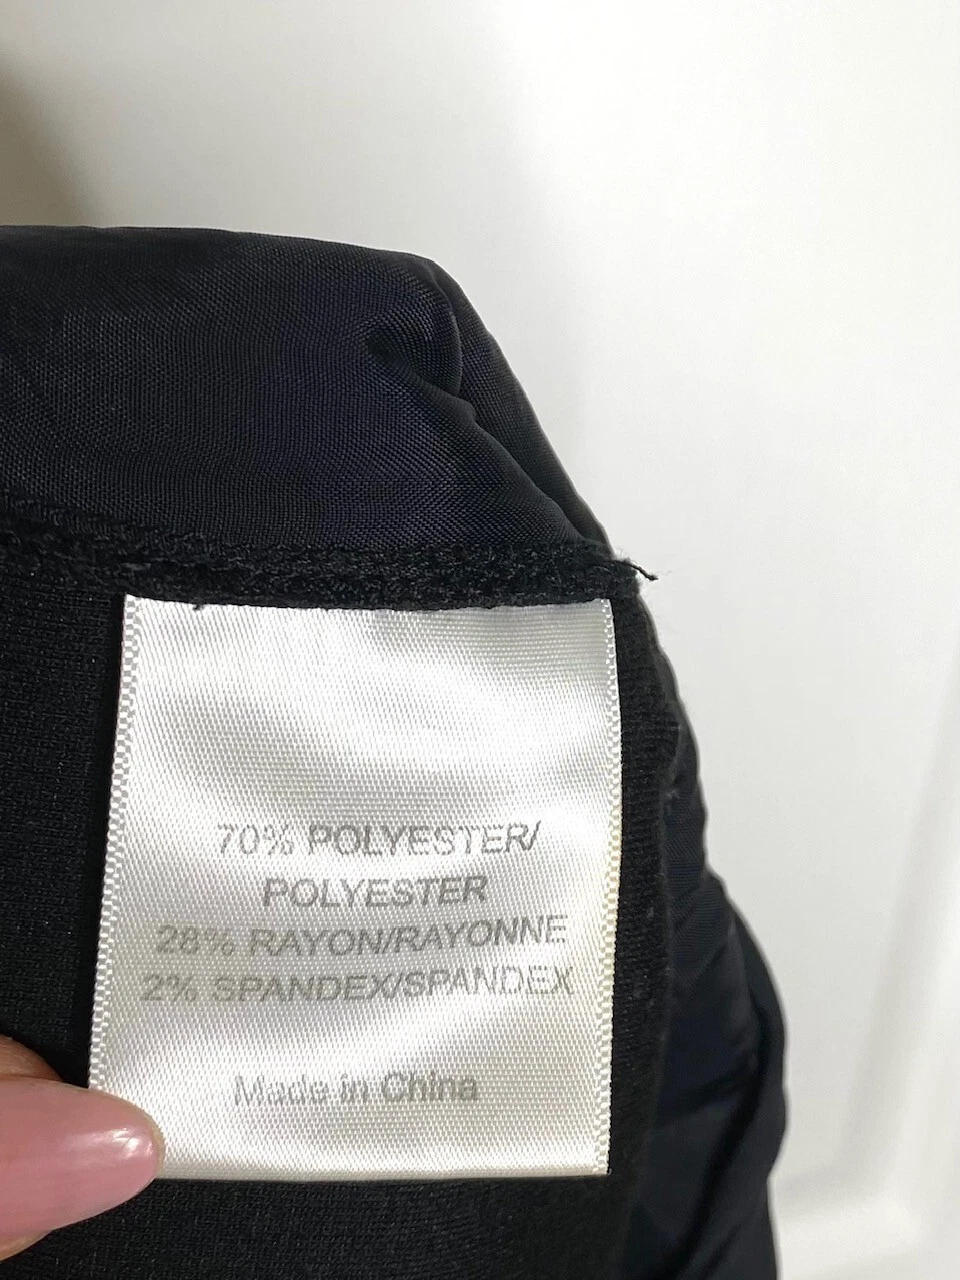 70% POLYESTER/
POLYESTER
28% RAYON/RAYONNE
2% SPANDEX/SPANDEX
Made in China